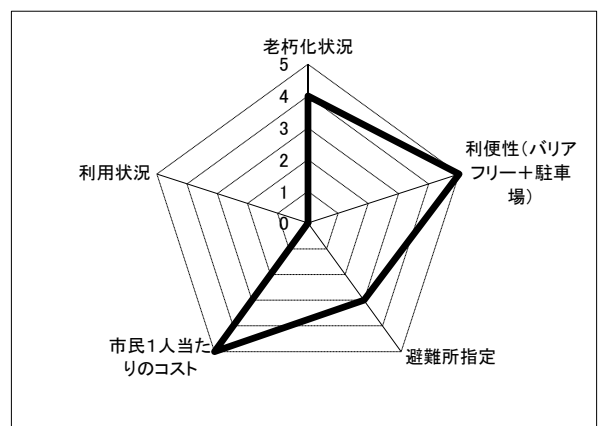 老朽化状況
5
4
3
2
1
0
利便性(バリア
フリー+駐車
場)
利用状況
市民1人当た
りのコスト
避難所指定